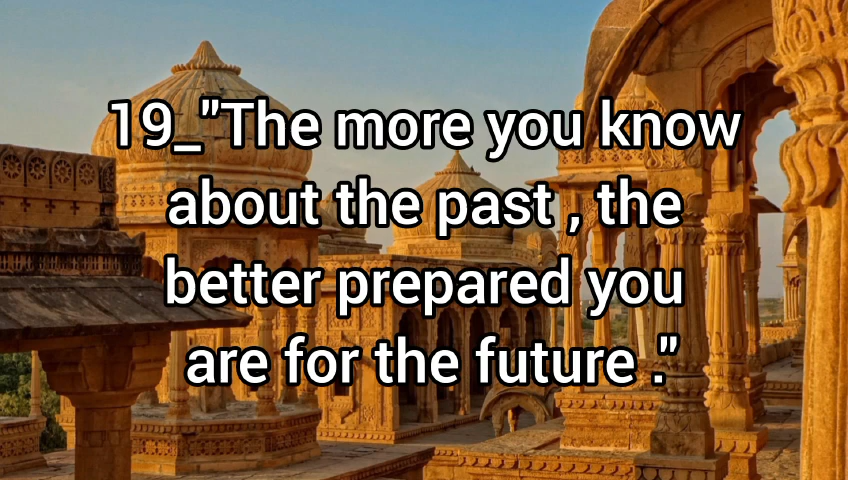 19_"The more you know
about the past , the
better prepared you
are for the future ."